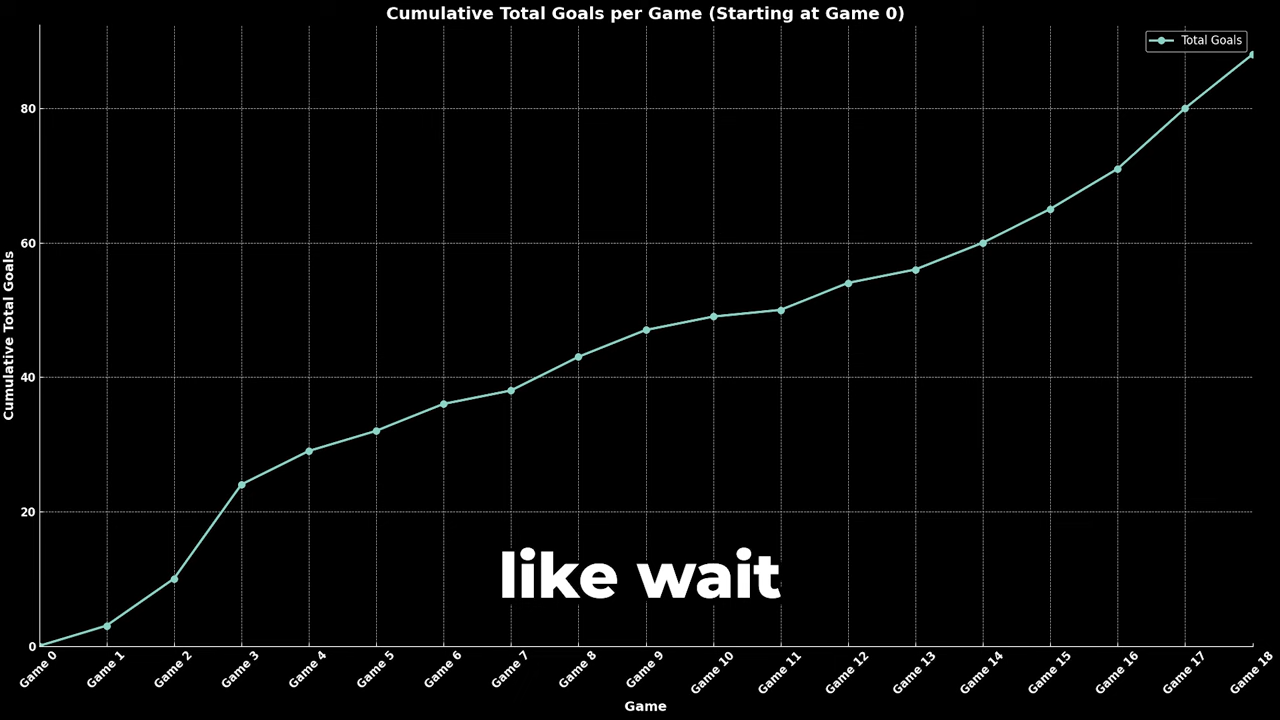 Cumulative Total Goals per Game (Starting at Game 0)
Total Goals
Cumulative Total Goals
80
60
40
20
0
like wait
Game 0
Game 1
Game 2
Game 3
Game 4
Game 5
Game 6
Game 7
Game 8
Game 9
Game 10
Game 11
Game 12
Game 13
Game 14
Game 15
Game 16
Game 17
Game 18
Game